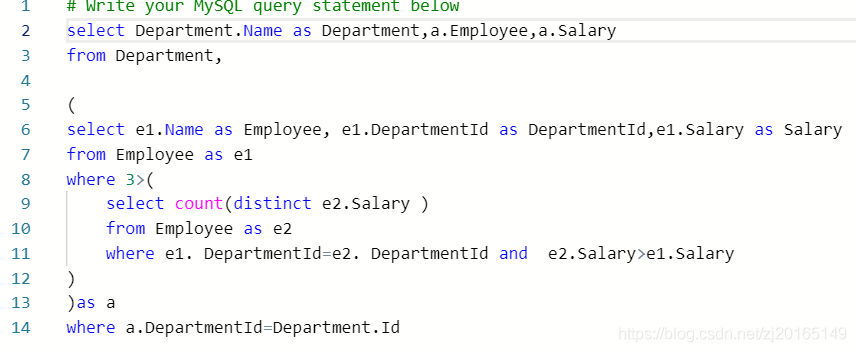 1 # Write your MySQL query statement below
2 select Department.Name as Department,a.Employee,a.Salary
3 from Department,
4
5 (
6 select e1.Name as Employee, e1.DepartmentId as DepartmentId,e1.Salary as Salary
7 from Employee as e1
8 where 3>(
9     select count(distinct e2.Salary )
10     from Employee as e2
11     where e1. DepartmentId=e2. DepartmentId and  e2.Salary>e1.Salary
12 )
13 )as a
14 where a.DepartmentId=Department.Id
https://blog.csdn.net/zj20165149